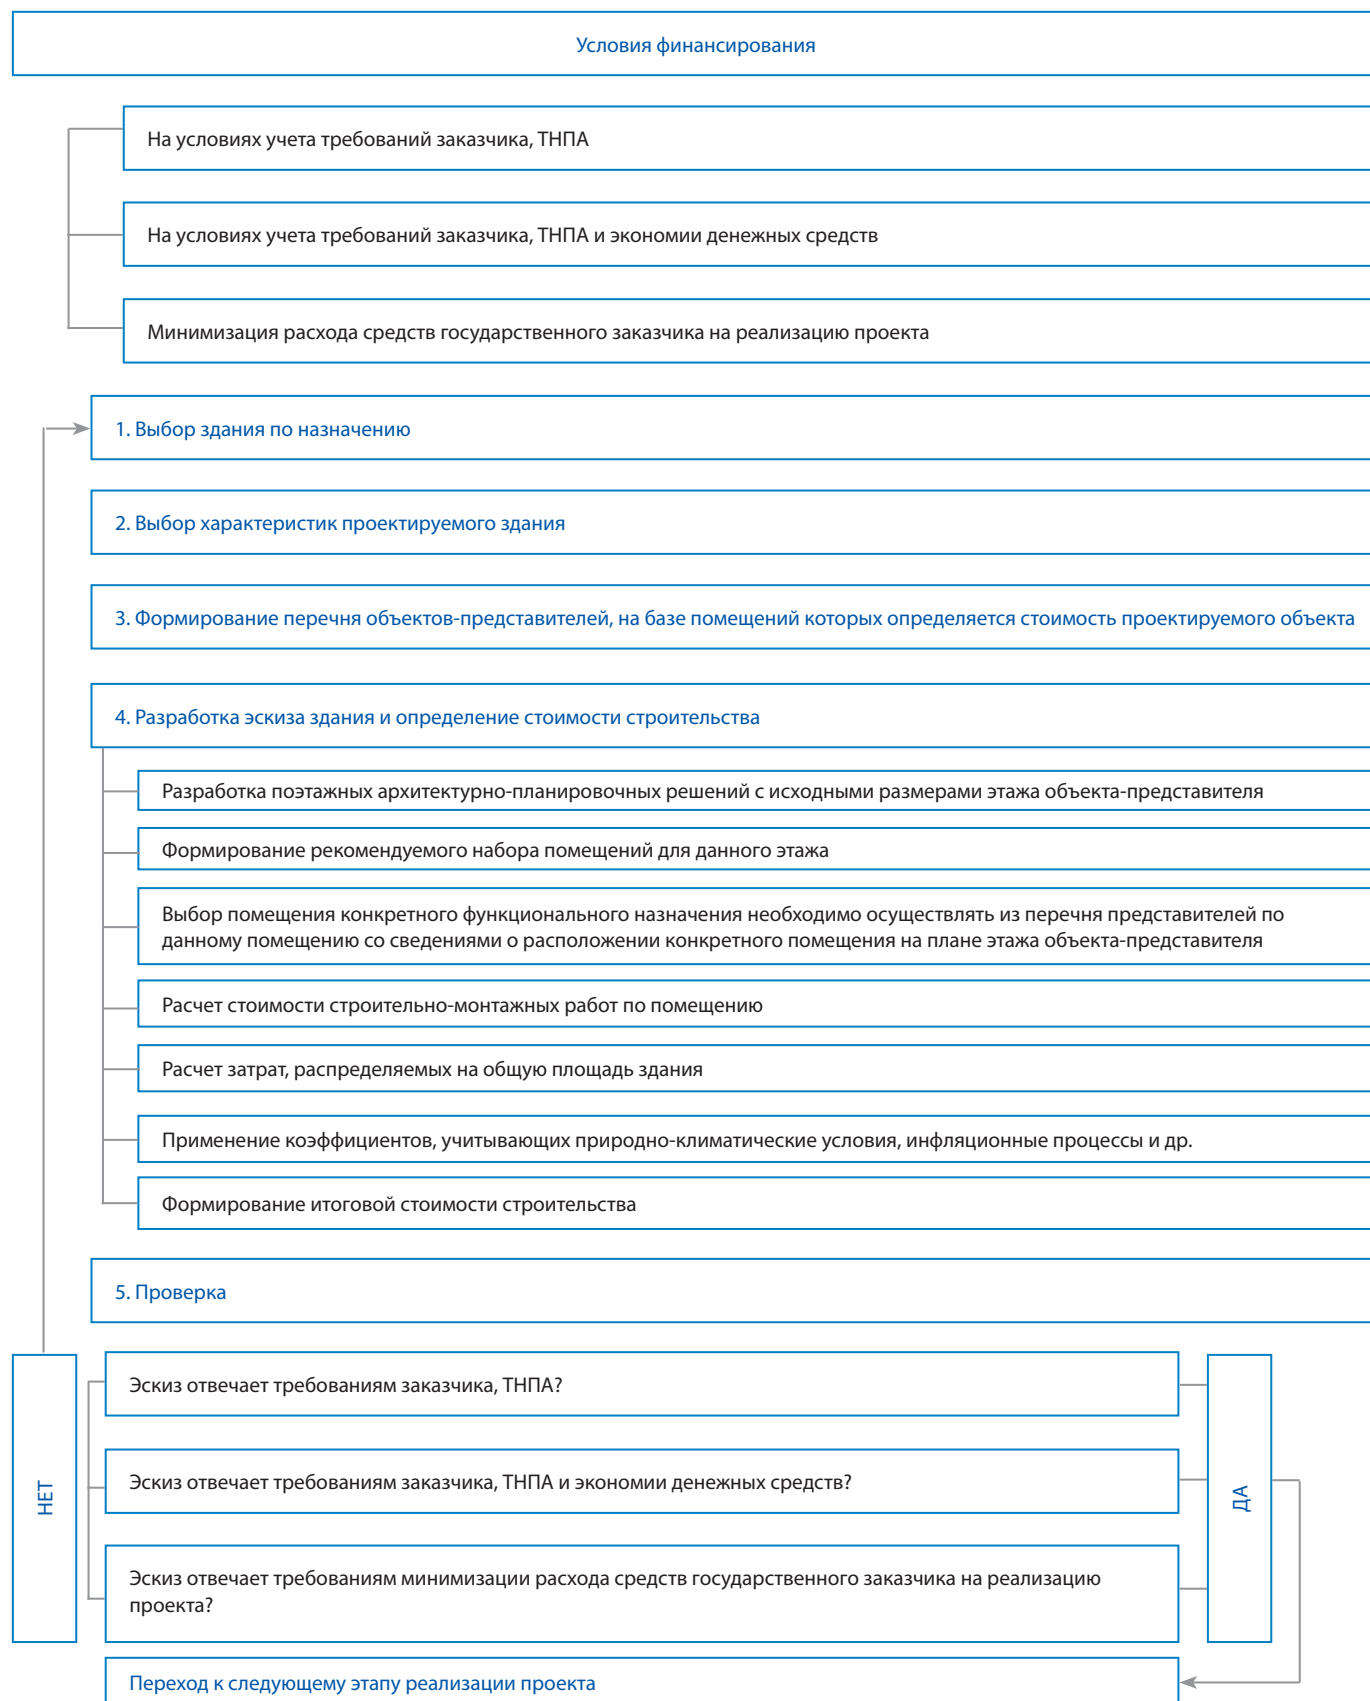 Условия финансирования
На условиях учета требований заказчика, ТНПА
На условиях учета требований заказчика, ТНПА и экономии денежных средств
Минимизация расхода средств государственного заказчика на реализацию проекта
1. Выбор здания по назначению
2. Выбор характеристик проектируемого здания
3. Формирование перечня объектов-представителей, на базе помещений которых определяется стоимость проектируемого объекта
4. Разработка эскиза здания и определение стоимости строительства
Разработка поэтажных архитектурно-планировочных решений с исходными размерами этажа объекта-представителя
Формирование рекомендуемого набора помещений для данного этажа
Выбор помещения конкретного функционального назначения необходимо осуществлять из перечня представителей по
данному помещению со сведениями о расположении конкретного помещения на плане этажа объекта-представителя
Расчет стоимости строительно-монтажных работ по помещению
Расчет затрат, распределяемых на общую площадь здания
Применение коэффициентов, учитывающих природно-климатические условия, инфляционные процессы и др.
Формирование итоговой стоимости строительства
5. Проверка
НЕТ
Эскиз отвечает требованиям заказчика, ТНПА?
Эскиз отвечает требованиям заказчика, ТНПА и экономии денежных средств?
Эскиз отвечает требованиям минимизации расхода средств государственного заказчика на реализацию
проекта?
ДА
Переход к следующему этапу реализации проекта